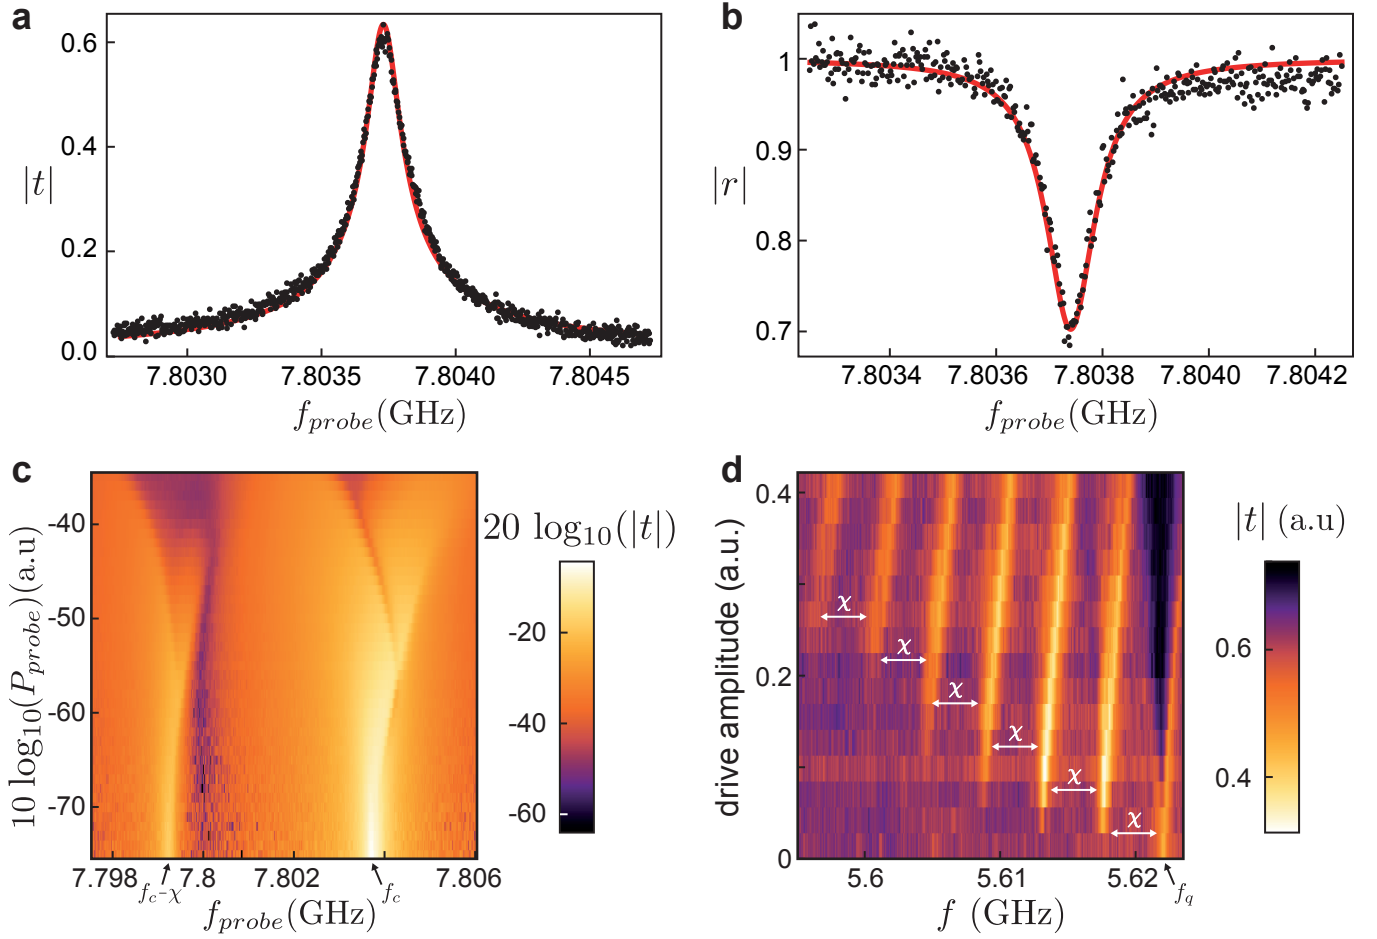 a
0.6
0.4
0.2
0.0
|t|
7.8030 7.8035 7.8040 7.8045
f_probe(GHz)
b
1
0.9
0.8
0.7
|r|
7.8034 7.8036 7.8038 7.8040 7.8042
f_probe(GHz)
c
-40
-50
-60
-70
10 log10(P_probe)(a.u)
7.798 7.8 7.802 7.806
f_c-χ
f_c
f_probe(GHz)
20 log10(|t|)
-20
-40
-60
d
0.4
0.2
0
drive amplitude (a.u.)
χ
χ
χ
χ
χ
χ
5.6 5.61 5.62
f_q
f (GHz)
|t| (a.u)
0.6
0.4